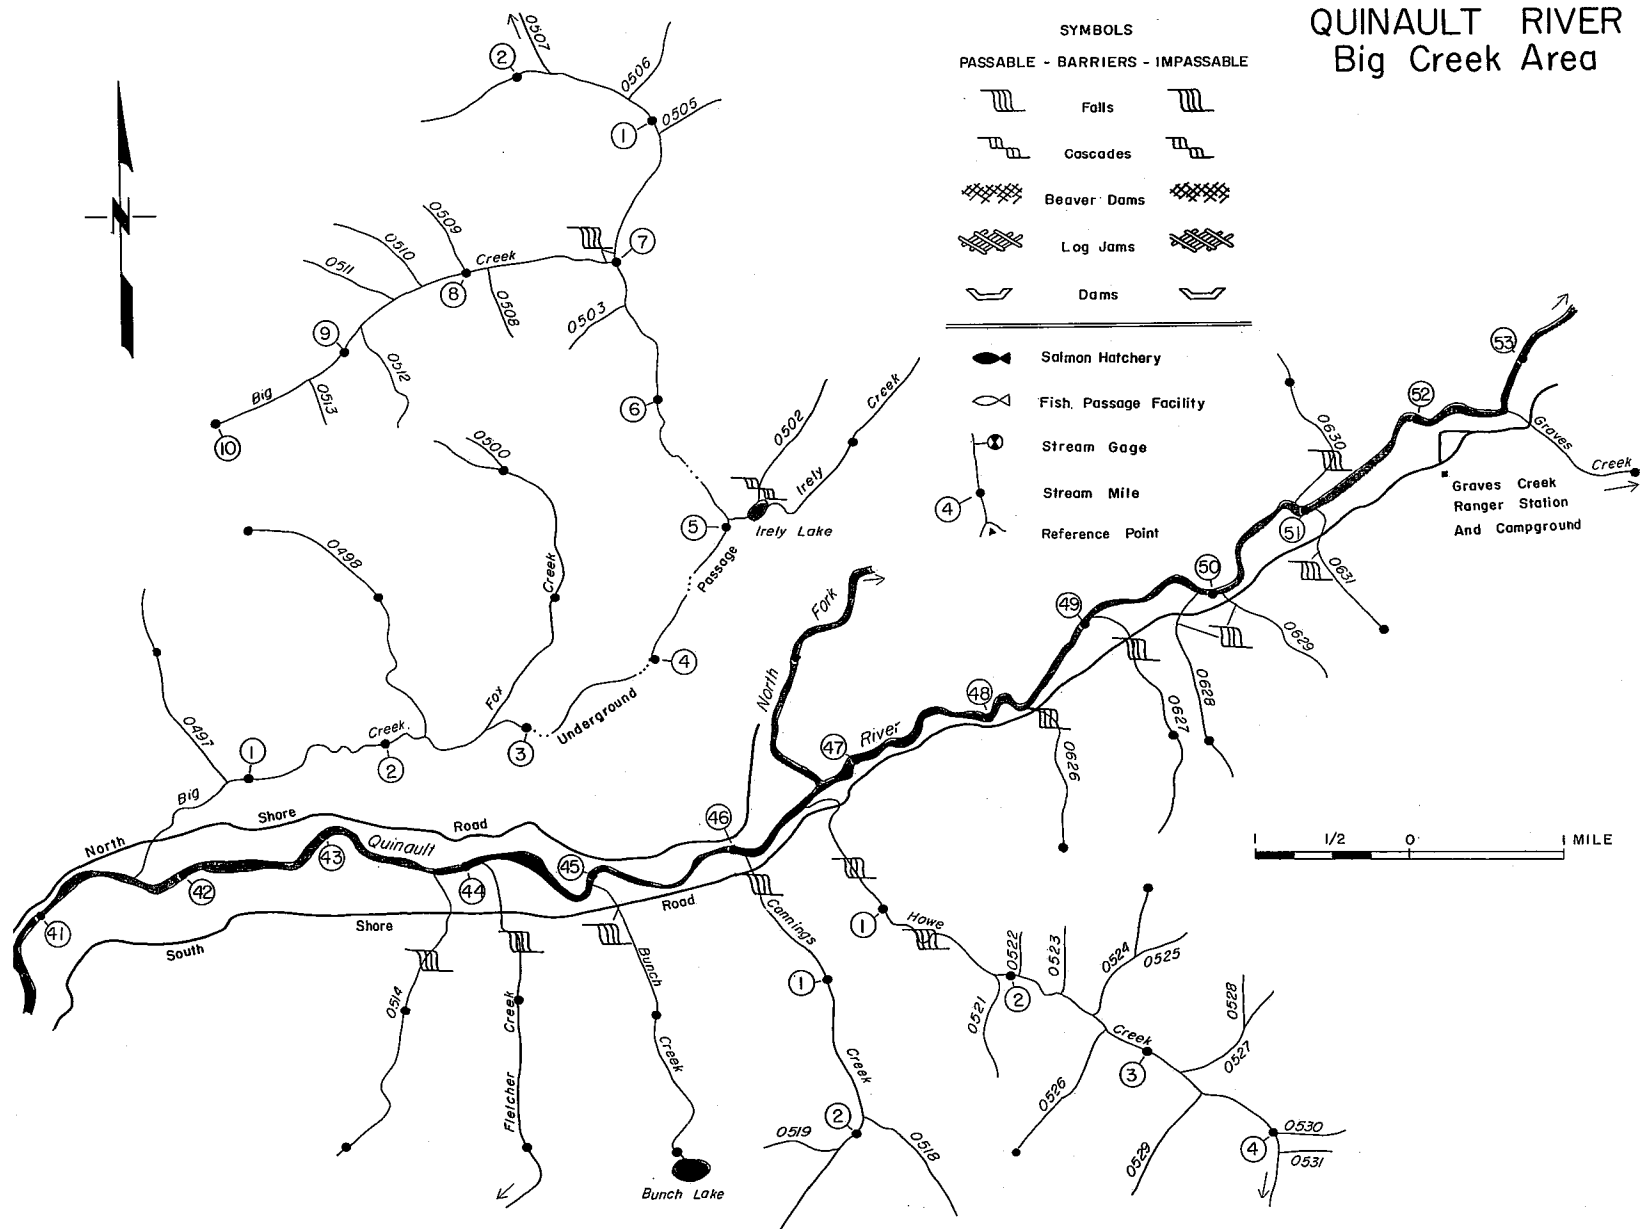 QUINAULT RIVER
Big Creek Area
SYMBOLS
PASSABLE - BARRIERS - IMPASSABLE
Falls
Cascades
Beaver Dams
Log Jams
Dams
Salmon Hatchery
Fish Passage Facility
Stream Gage
Stream Mile
4
Reference Point
N
0507
2
0506
0505
1
0509
0510
0511
Creek
7
8
0508
0503
9
0512
0513
Big
10
6
0500
0502
Irely
Creek
5
Irely Lake
Passage
0498
Creek
Fox
4
Underground
3
0497
1
Creek
2
Big
North
Shore
Road
Quinault
41
42
43
44
45
46
47
River
48
49
50
51
52
53
North
Fork
South
Shore
Road
0630
0631
0629
0628
0627
0626
Graves
Creek
Graves Creek
Ranger Station
And Campground
1
1/2
0
1 MILE
0514
Fletcher
Creek
Bunch
Creek
Bunch Lake
Cannings
1
Creek
2
0519
0518
1
Howe
0522
0523
0524
0525
2
0521
Creek
3
0528
0527
0526
0529
4
0530
0531